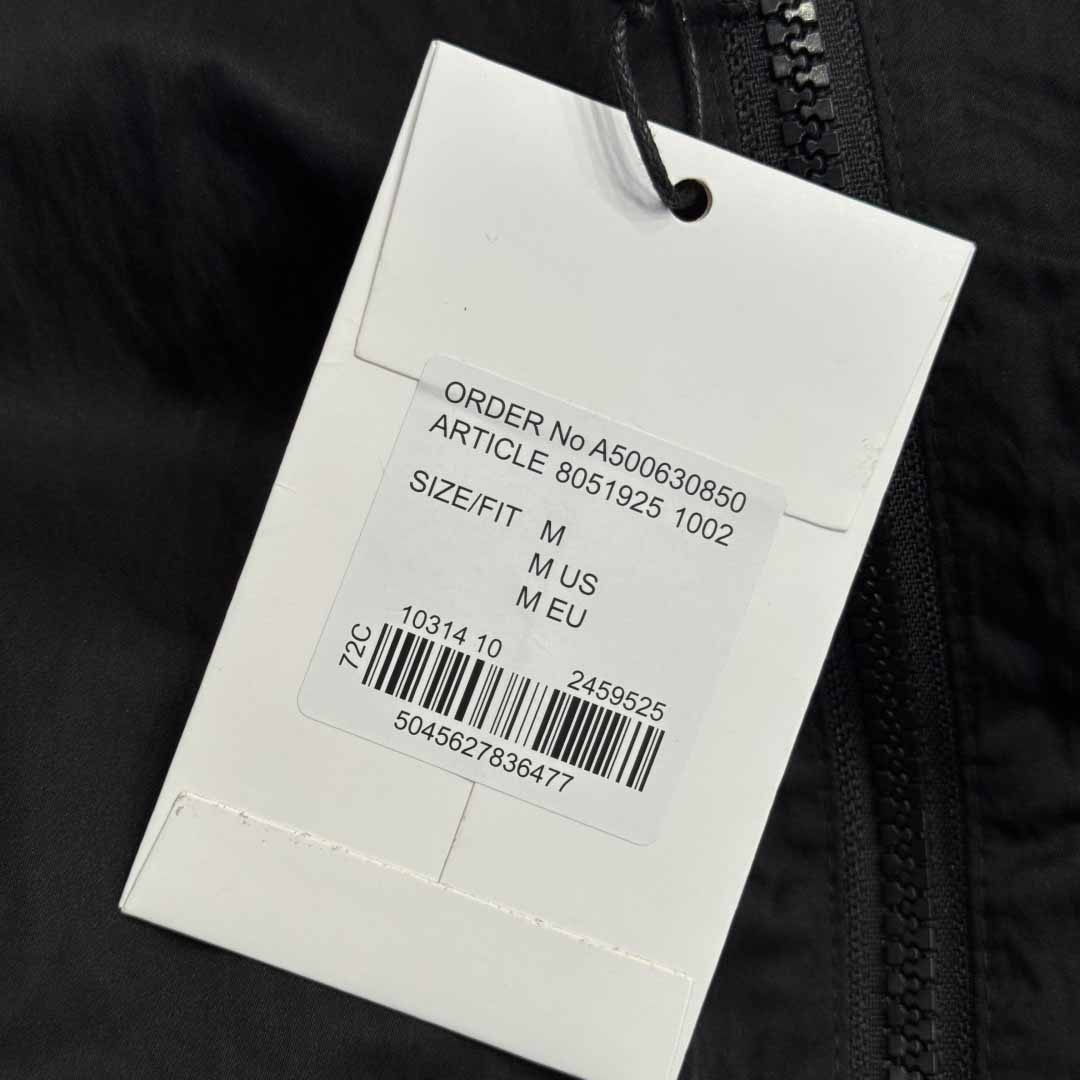 ORDER No A500630850
ARTICLE 8051925 1002
SIZE/FIT M
M US
M EU
10314 10
72C
2459525
5045627836477